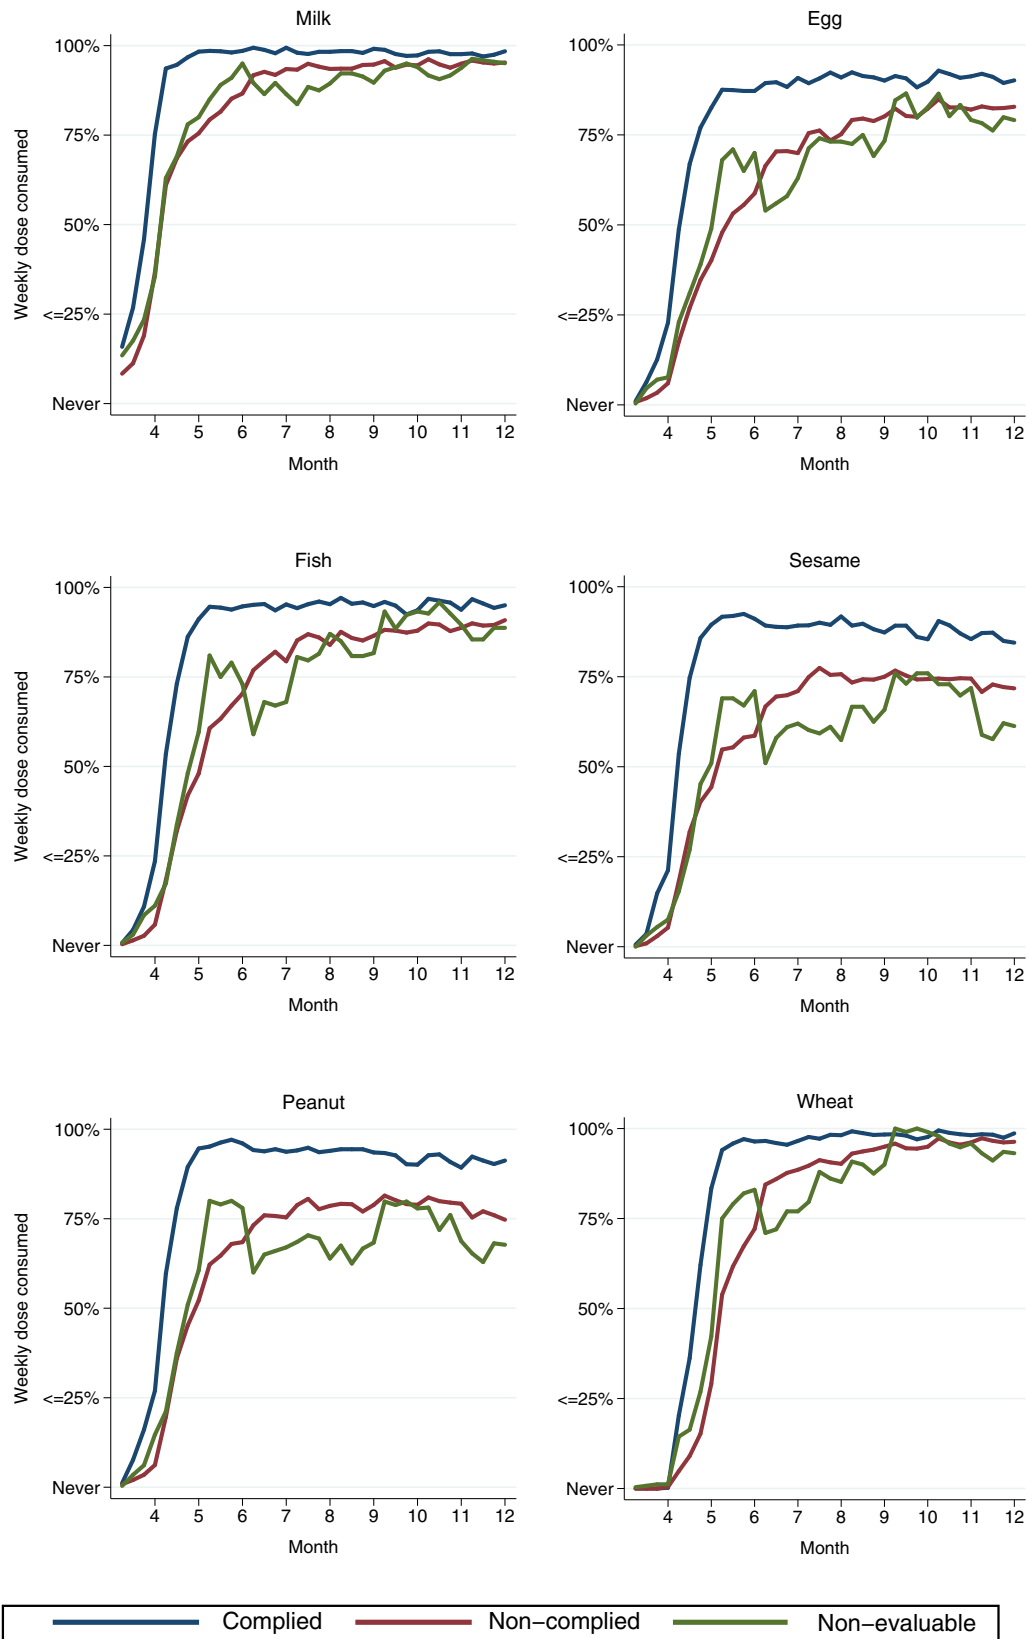 Milk
Egg
100%
75%
50%
<=25%
Never
Weekly dose consumed
4 5 6 7 8 9 10 11 12
Month
100%
75%
50%
<=25%
Never
4 5 6 7 8 9 10 11 12
Month
Fish
Sesame
100%
75%
50%
<=25%
Never
Weekly dose consumed
4 5 6 7 8 9 10 11 12
Month
100%
75%
50%
<=25%
Never
4 5 6 7 8 9 10 11 12
Month
Peanut
Wheat
100%
75%
50%
<=25%
Never
Weekly dose consumed
4 5 6 7 8 9 10 11 12
Month
100%
75%
50%
<=25%
Never
4 5 6 7 8 9 10 11 12
Month
Complied Non−complied Non−evaluable